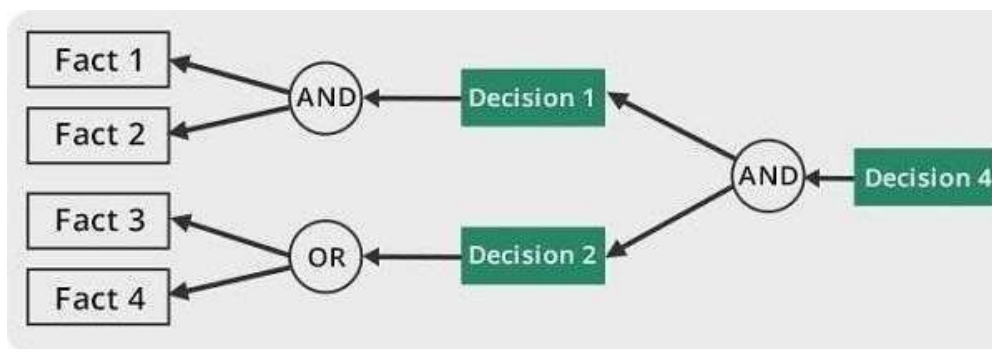 Fact 1
Fact 2
AND
Decision 1
Fact 3
Fact 4
OR
Decision 2
AND
Decision 4